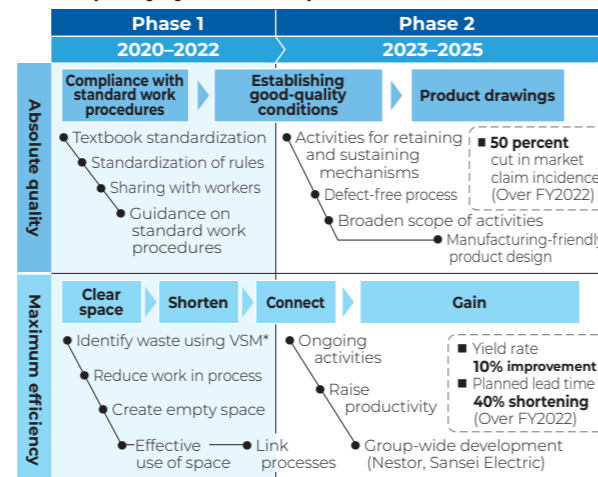 Phase 1
Phase 2
2020–2022
2023–2025
Absolute quality
Compliance with
standard work
procedures
Establishing
good-quality
conditions
Product drawings
Textbook standardization
Standardization of rules
Sharing with workers
Guidance on
standard work
procedures
Activities for retaining
and sustaining
mechanisms
Defect-free process
Broaden scope of activities
Manufacturing-friendly
product design
■ 50 percent
cut in market
claim incidence
(Over FY2022)
Maximum efficiency
Clear
space
Shorten
Connect
Gain
Identify waste using VSM*
Reduce work in process
Create empty space
Effective
use of space
Link
processes
Ongoing
activities
Raise
productivity
Group-wide development
(Nestor, Sansei Electric)
■ Yield rate
10% improvement
■ Planned lead time
40% shortening
(Over FY2022)